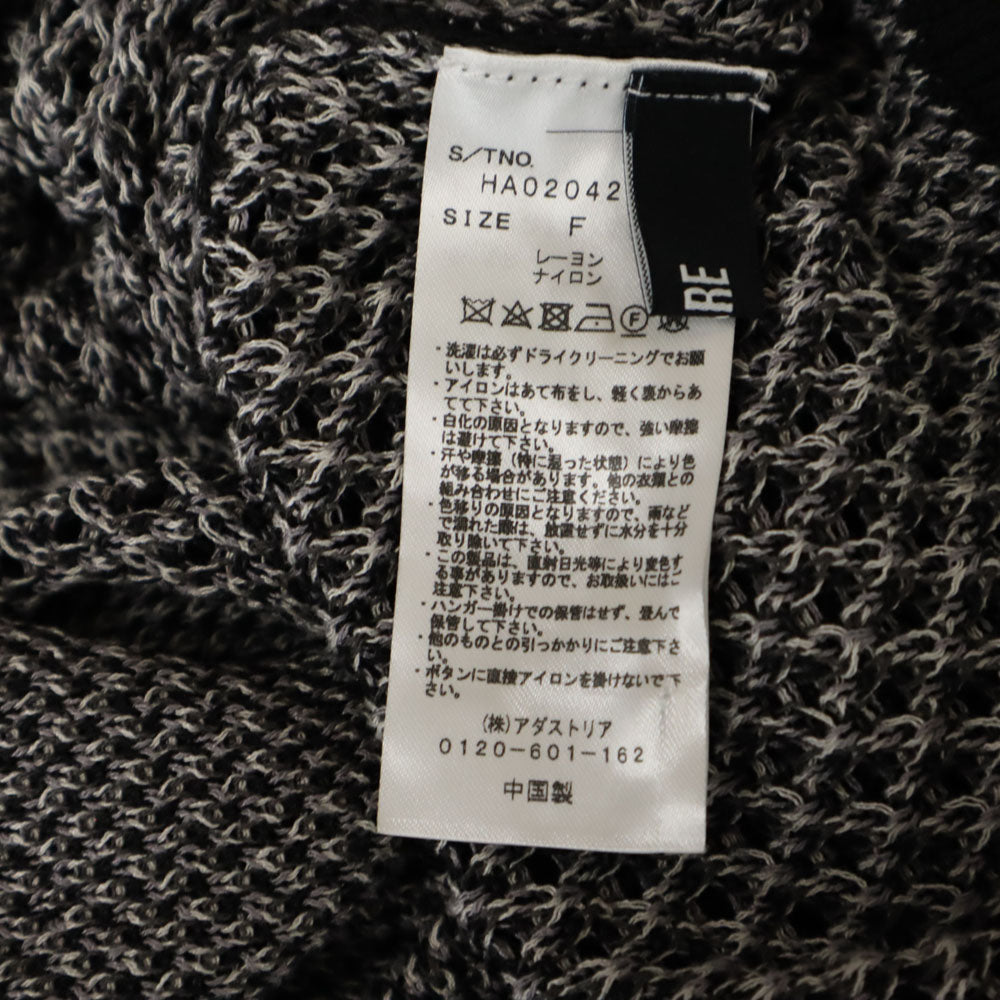 S/TNO.
HA02042
SIZE F
レーヨン
ナイロン
F
RE
・洗濯は必ずドライクリーニングでお願
いします。
・アイロンはあて布をし、軽く裏からあ
てて下さい。
・白化の原因となりますので、強い摩擦
は避けて下さい。
・汗や摩擦(特に湿った状態)により色
が移る場合があります。他の衣類との
組み合わせにご注意ください。
・色移りの原因となりますので、雨など
で濡れた際は、放置せずに水分を十分
取り除いて下さい。
・この製品は、直射日光等により変色す
る事がありますので、お取扱いにはご
注意下さい。
・ハンガー掛けでの保管はせず、畳んで
保管して下さい。
・他のものとの引っかかりにご注意下さ
い。
・ボタンに直接アイロンを掛けないで下
さい。
(株)アダストリア
0120-601-162
中国製